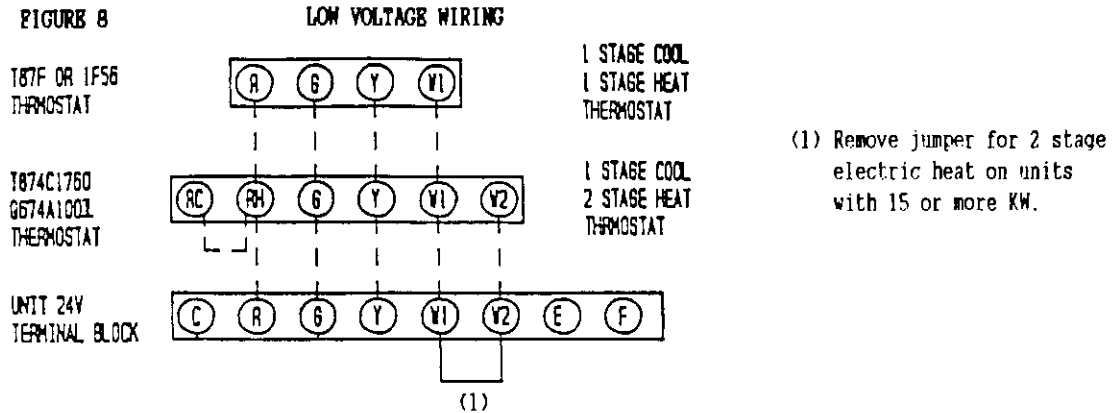 FIGURE 8
LOW VOLTAGE WIRING
T87F OR 1F56
THRMOSTAT
R G Y W1
1 STAGE COOL
1 STAGE HEAT
THERMOSTAT
(1) Remove jumper for 2 stage
electric heat on units
with 15 or more KW.
T874C1760
Q674A1001
THERMOSTAT
RC RH G Y W1 W2
1 STAGE COOL
2 STAGE HEAT
THRMOSTAT
UNIT 24V
TERMINAL BLOCK
C R G Y W1 W2 E F
(1)